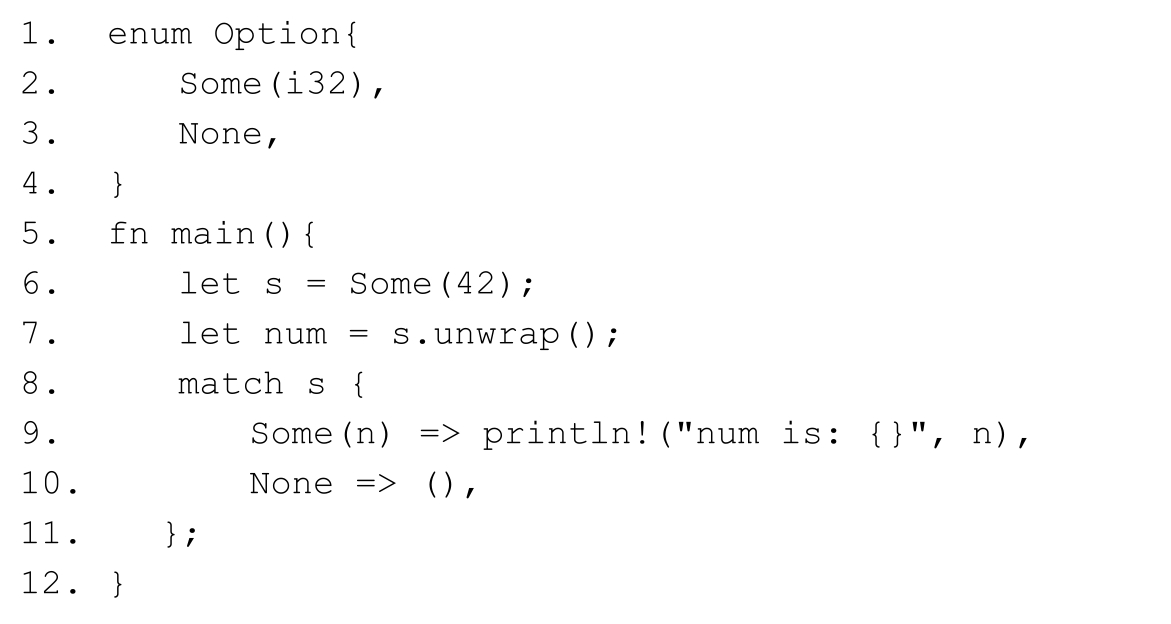 1. enum Option{
2. Some(i32),
3. None,
4. }
5. fn main(){
6. let s = Some(42);
7. let num = s.unwrap();
8. match s {
9. Some(n) => println!("num is: {}", n),
10. None => (),
11. };
12. }